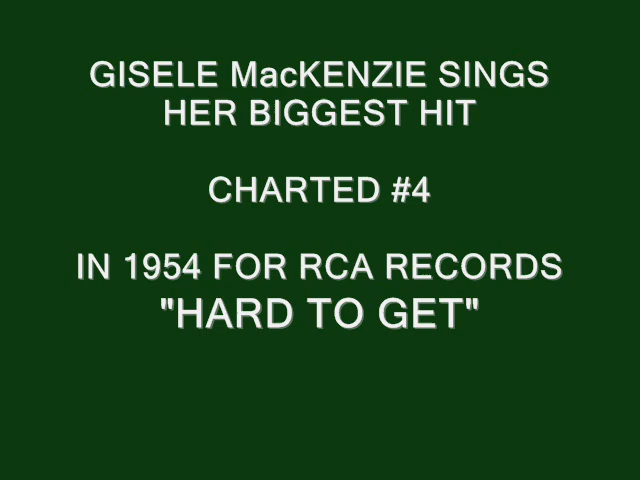 GISELE MacKENZIE SINGS
HER BIGGEST HIT
CHARTED #4
IN 1954 FOR RCA RECORDS
"HARD TO GET"